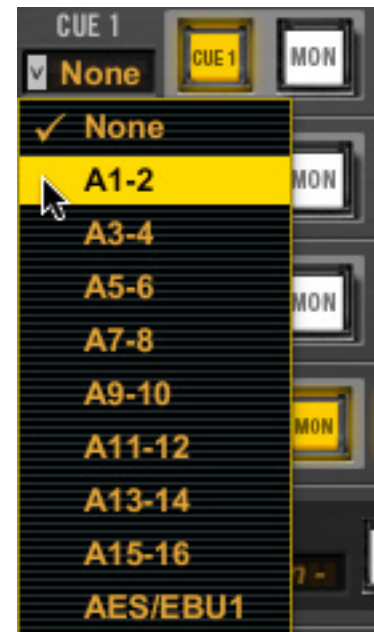 CUE 1
None CUE 1 MON
✓ None
A1-2 MON
A3-4
A5-6 MON
A7-8
A9-10
A11-12 MON
A13-14
A15-16
AES/EBU1